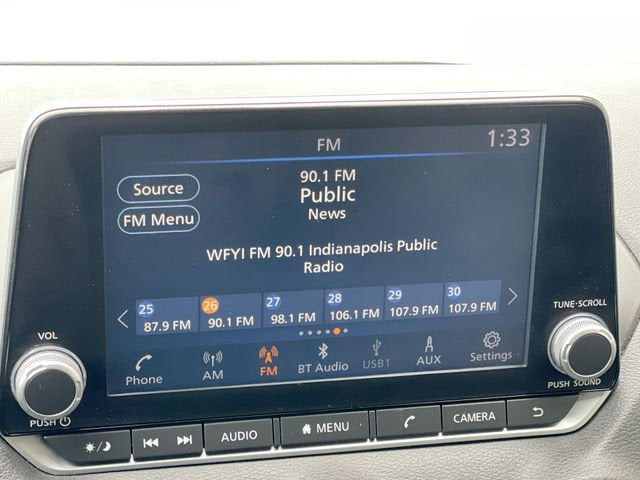 FM
1:33
Source
FM Menu
90.1 FM
Public
News
WFYI FM 90.1 Indianapolis Public
Radio
25
87.9 FM
26
90.1 FM
27
98.1 FM
28
106.1 FM
29
107.9 FM
30
107.9 FM
Phone
AM
FM
BT Audio
USB1
AUX
Settings
VOL
PUSH
TUNE·SCROLL
PUSH SOUND
AUDIO
MENU
CAMERA